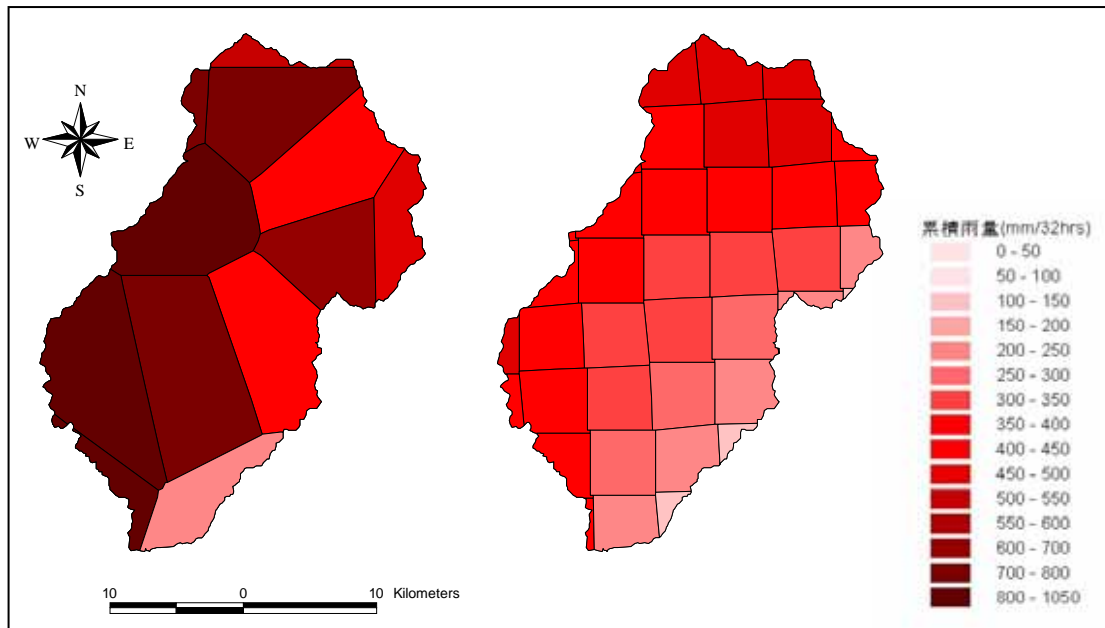 N
W E
S
累積雨量(mm/32hrs)
0 - 50
50 - 100
100 - 150
150 - 200
200 - 250
250 - 300
300 - 350
350 - 400
400 - 450
450 - 500
500 - 550
550 - 600
600 - 700
700 - 800
800 - 1050
10 0 10 Kilometers